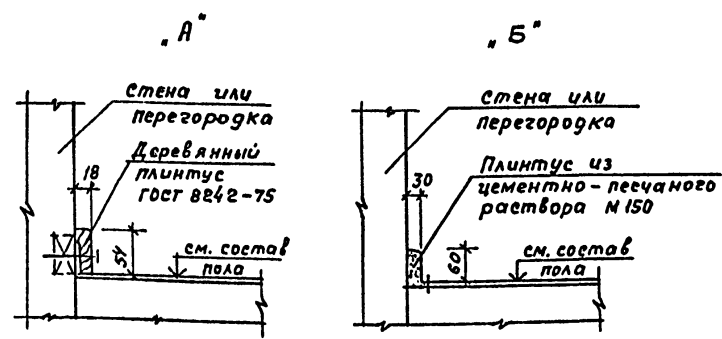 „А“
стена или
перегородка
Деревянный
плинтус
ГОСТ 8242-75
18
54
см. состав
пола
„Б“
стена или
перегородка
Плинтус из
цементно-песчаного
раствора М150
30
60
см. состав
пола